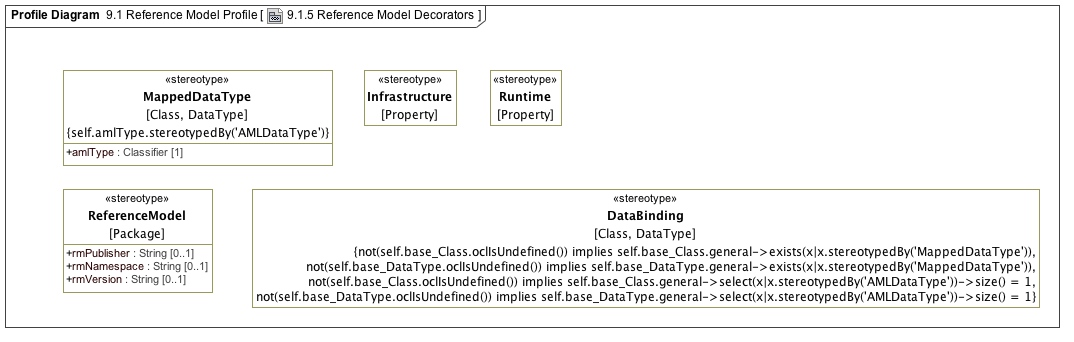 Profile Diagram 9.1 Reference Model Profile [ 9.1.5 Reference Model Decorators ]
«stereotype»
MappedDataType
[Class, DataType]
{self.amlType.stereotypedBy('AMLDataType')}
+amlType : Classifier [1]
«stereotype»
Infrastructure
[Property]
«stereotype»
Runtime
[Property]
«stereotype»
ReferenceModel
[Package]
+rmPublisher : String [0..1]
+rmNamespace : String [0..1]
+rmVersion : String [0..1]
«stereotype»
DataBinding
[Class, DataType]
{not(self.base_Class.oclIsUndefined()) implies self.base_Class.general->exists(x|x.stereotypedBy('MappedDataType')),
not(self.base_DataType.oclIsUndefined()) implies self.base_DataType.general->exists(x|x.stereotypedBy('MappedDataType')),
not(self.base_Class.oclIsUndefined()) implies self.base_Class.general->select(x|x.stereotypedBy('AMLDataType'))->size() = 1,
not(self.base_DataType.oclIsUndefined()) implies self.base_DataType.general->select(x|x.stereotypedBy('AMLDataType'))->size() = 1}